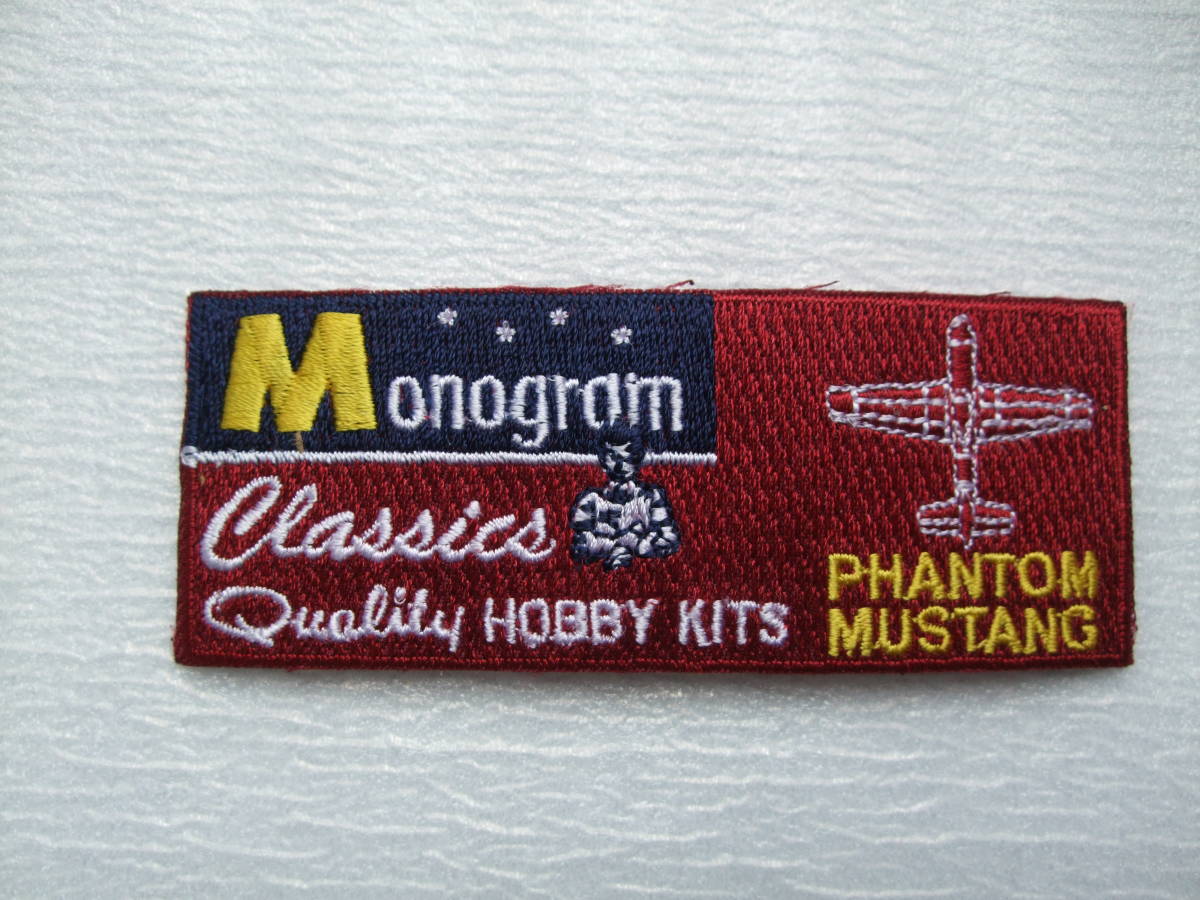 Monogram
Classics
Quality HOBBY KITS
PHANTOM
MUSTANG